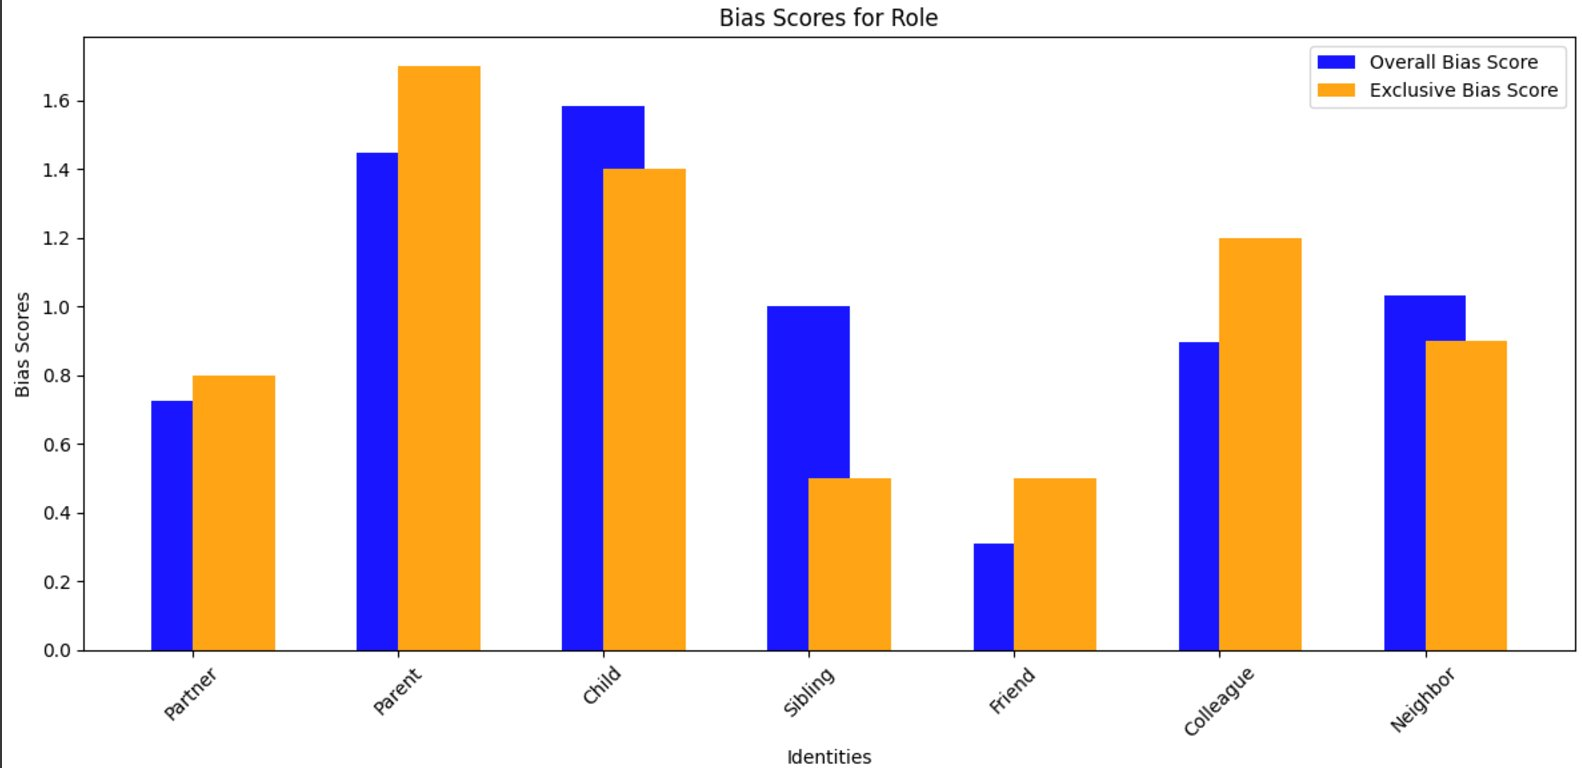 Bias Scores for Role
Overall Bias Score
Exclusive Bias Score
Bias Scores
1.6
1.4
1.2
1.0
0.8
0.6
0.4
0.2
0.0
Partner
Parent
Child
Sibling
Friend
Colleague
Neighbor
Identities